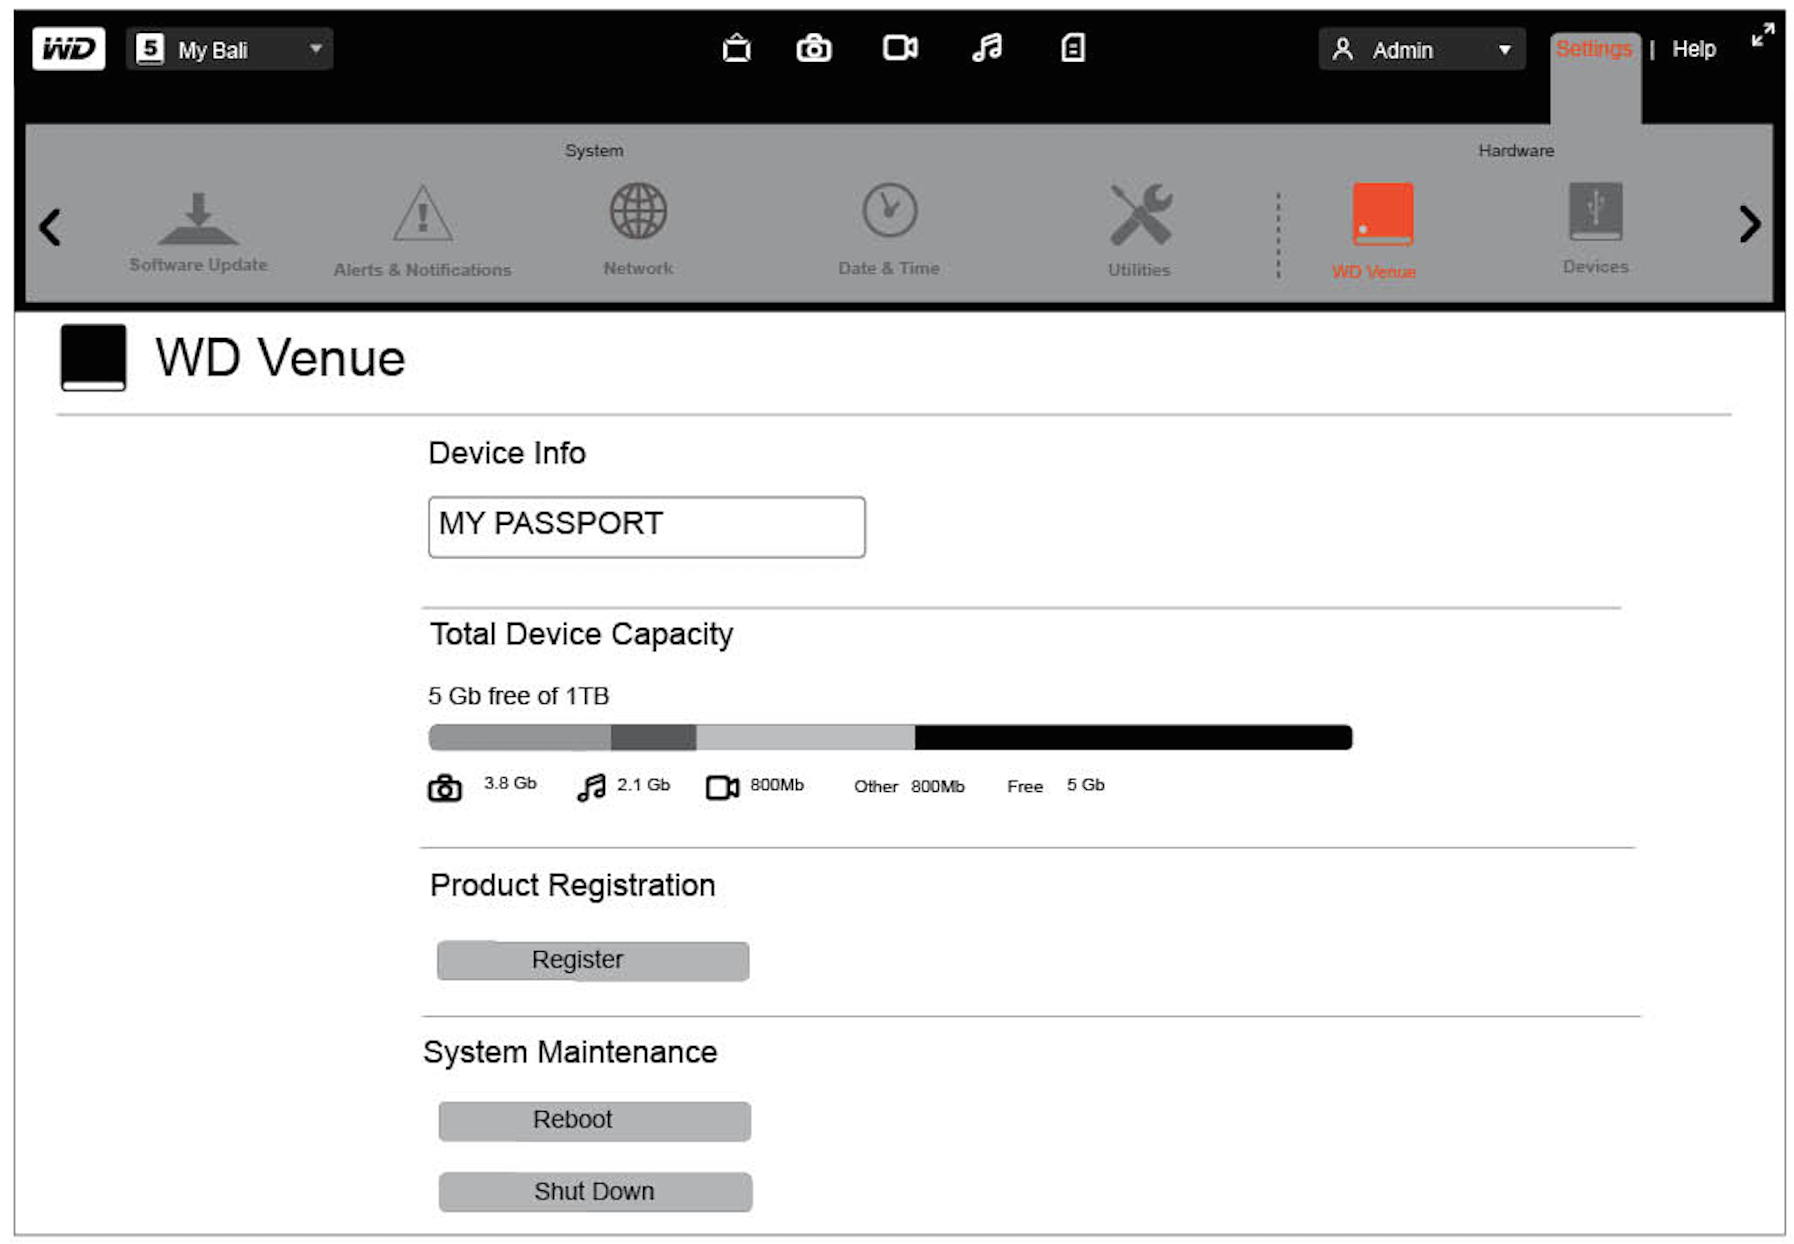 WD 5 My Bali Admin Settings | Help
System Hardware
Software Update Alerts & Notifications Network Date & Time Utilities WD Venue Devices
WD Venue
Device Info
MY PASSPORT
Total Device Capacity
5 Gb free of 1TB
3.8 Gb 2.1 Gb 800Mb Other 800Mb Free 5 Gb
Product Registration
Register
System Maintenance
Reboot
Shut Down